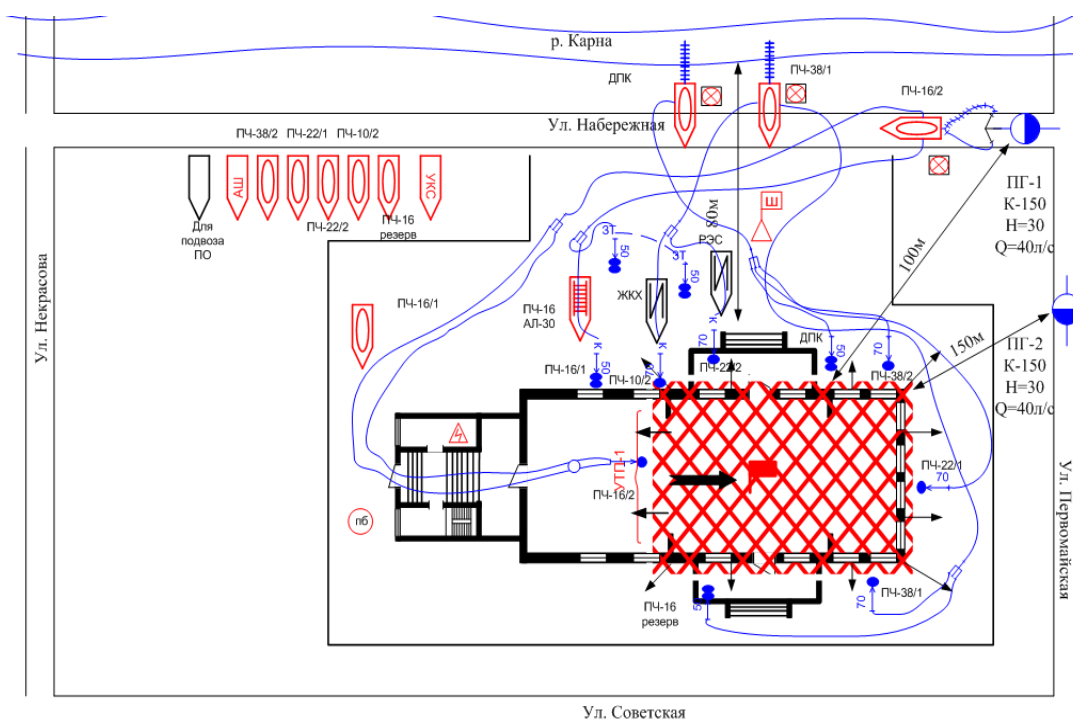 р. Карна
ДПК
ПЧ-38/1
ПЧ-16/2
Ул. Набережная
ПЧ-38/2
ПЧ-22/1
ПЧ-10/2
АШ
УКС
Для
подвоза
ПО
ПЧ-22/2
ПЧ-16
резерв
ПГ-1
К-150
Н=30
Q=40л/с
Ш
80м
100м
РЭС
3Т
50
3Т
50
ЖКХ
ПЧ-16/1
ПЧ-16
АЛ-30
Ул. Некрасова
К
50
К
70
К
70
ДПК
50
70
150м
ПГ-2
К-150
Н=30
Q=40л/с
ПЧ-16/1
ПЧ-10/2
ПЧ-22/2
ПЧ-38/2
УТП-1
ПЧ-16/2
ПЧ-22/1
70
пб
Ул. Первомайская
ПЧ-16
резерв
70
ПЧ-38/1
Ул. Советская